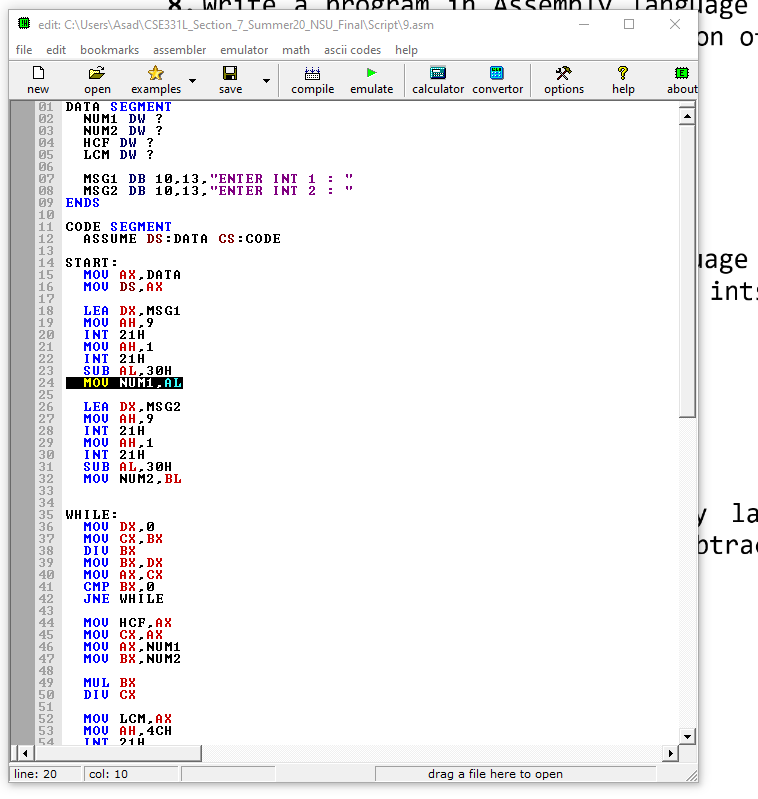 8. Write a program in Assembly language
edit: C:\Users\Asad\CSE331L_Section_7_Summer20_NSU_Final\Script\9.asm
file edit bookmarks assembler emulator math ascii codes help
new open examples save compile emulate calculator convertor options help about
01 DATA SEGMENT
02 NUM1 DW ?
03 NUM2 DW ?
04 HCF DW ?
05 LCM DW ?
06
07 MSG1 DB 10,13,"ENTER INT 1 : "
08 MSG2 DB 10,13,"ENTER INT 2 : "
09 ENDS
10
11 CODE SEGMENT
12 ASSUME DS:DATA CS:CODE
13
14 START:
15 MOV AX,DATA
16 MOV DS,AX
17
18 LEA DX,MSG1
19 MOV AH,9
20 INT 21H
21 MOV AH,1
22 INT 21H
23 SUB AL,30H
24 MOV NUM1,AL
25
26 LEA DX,MSG2
27 MOV AH,9
28 INT 21H
29 MOV AH,1
30 INT 21H
31 SUB AL,30H
32 MOV NUM2,BL
33
34
35 WHILE:
36 MOV DX,0
37 MOV CX,BX
38 DIV BX
39 MOV BX,DX
40 MOV AX,CX
41 CMP BX,0
42 JNE WHILE
43
44 MOV HCF,AX
45 MOV CX,AX
46 MOV AX,NUM1
47 MOV BX,NUM2
48
49 MUL BX
50 DIV CX
51
52 MOV LCM,AX
53 MOV AH,4CH
54 INT 21H
line: 20 col: 10 drag a file here to open
on of
uage
ints
y la
btrac